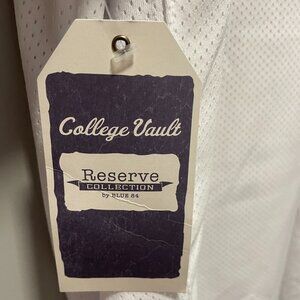 College Vault
Reserve
COLLECTION
by BLUE 84